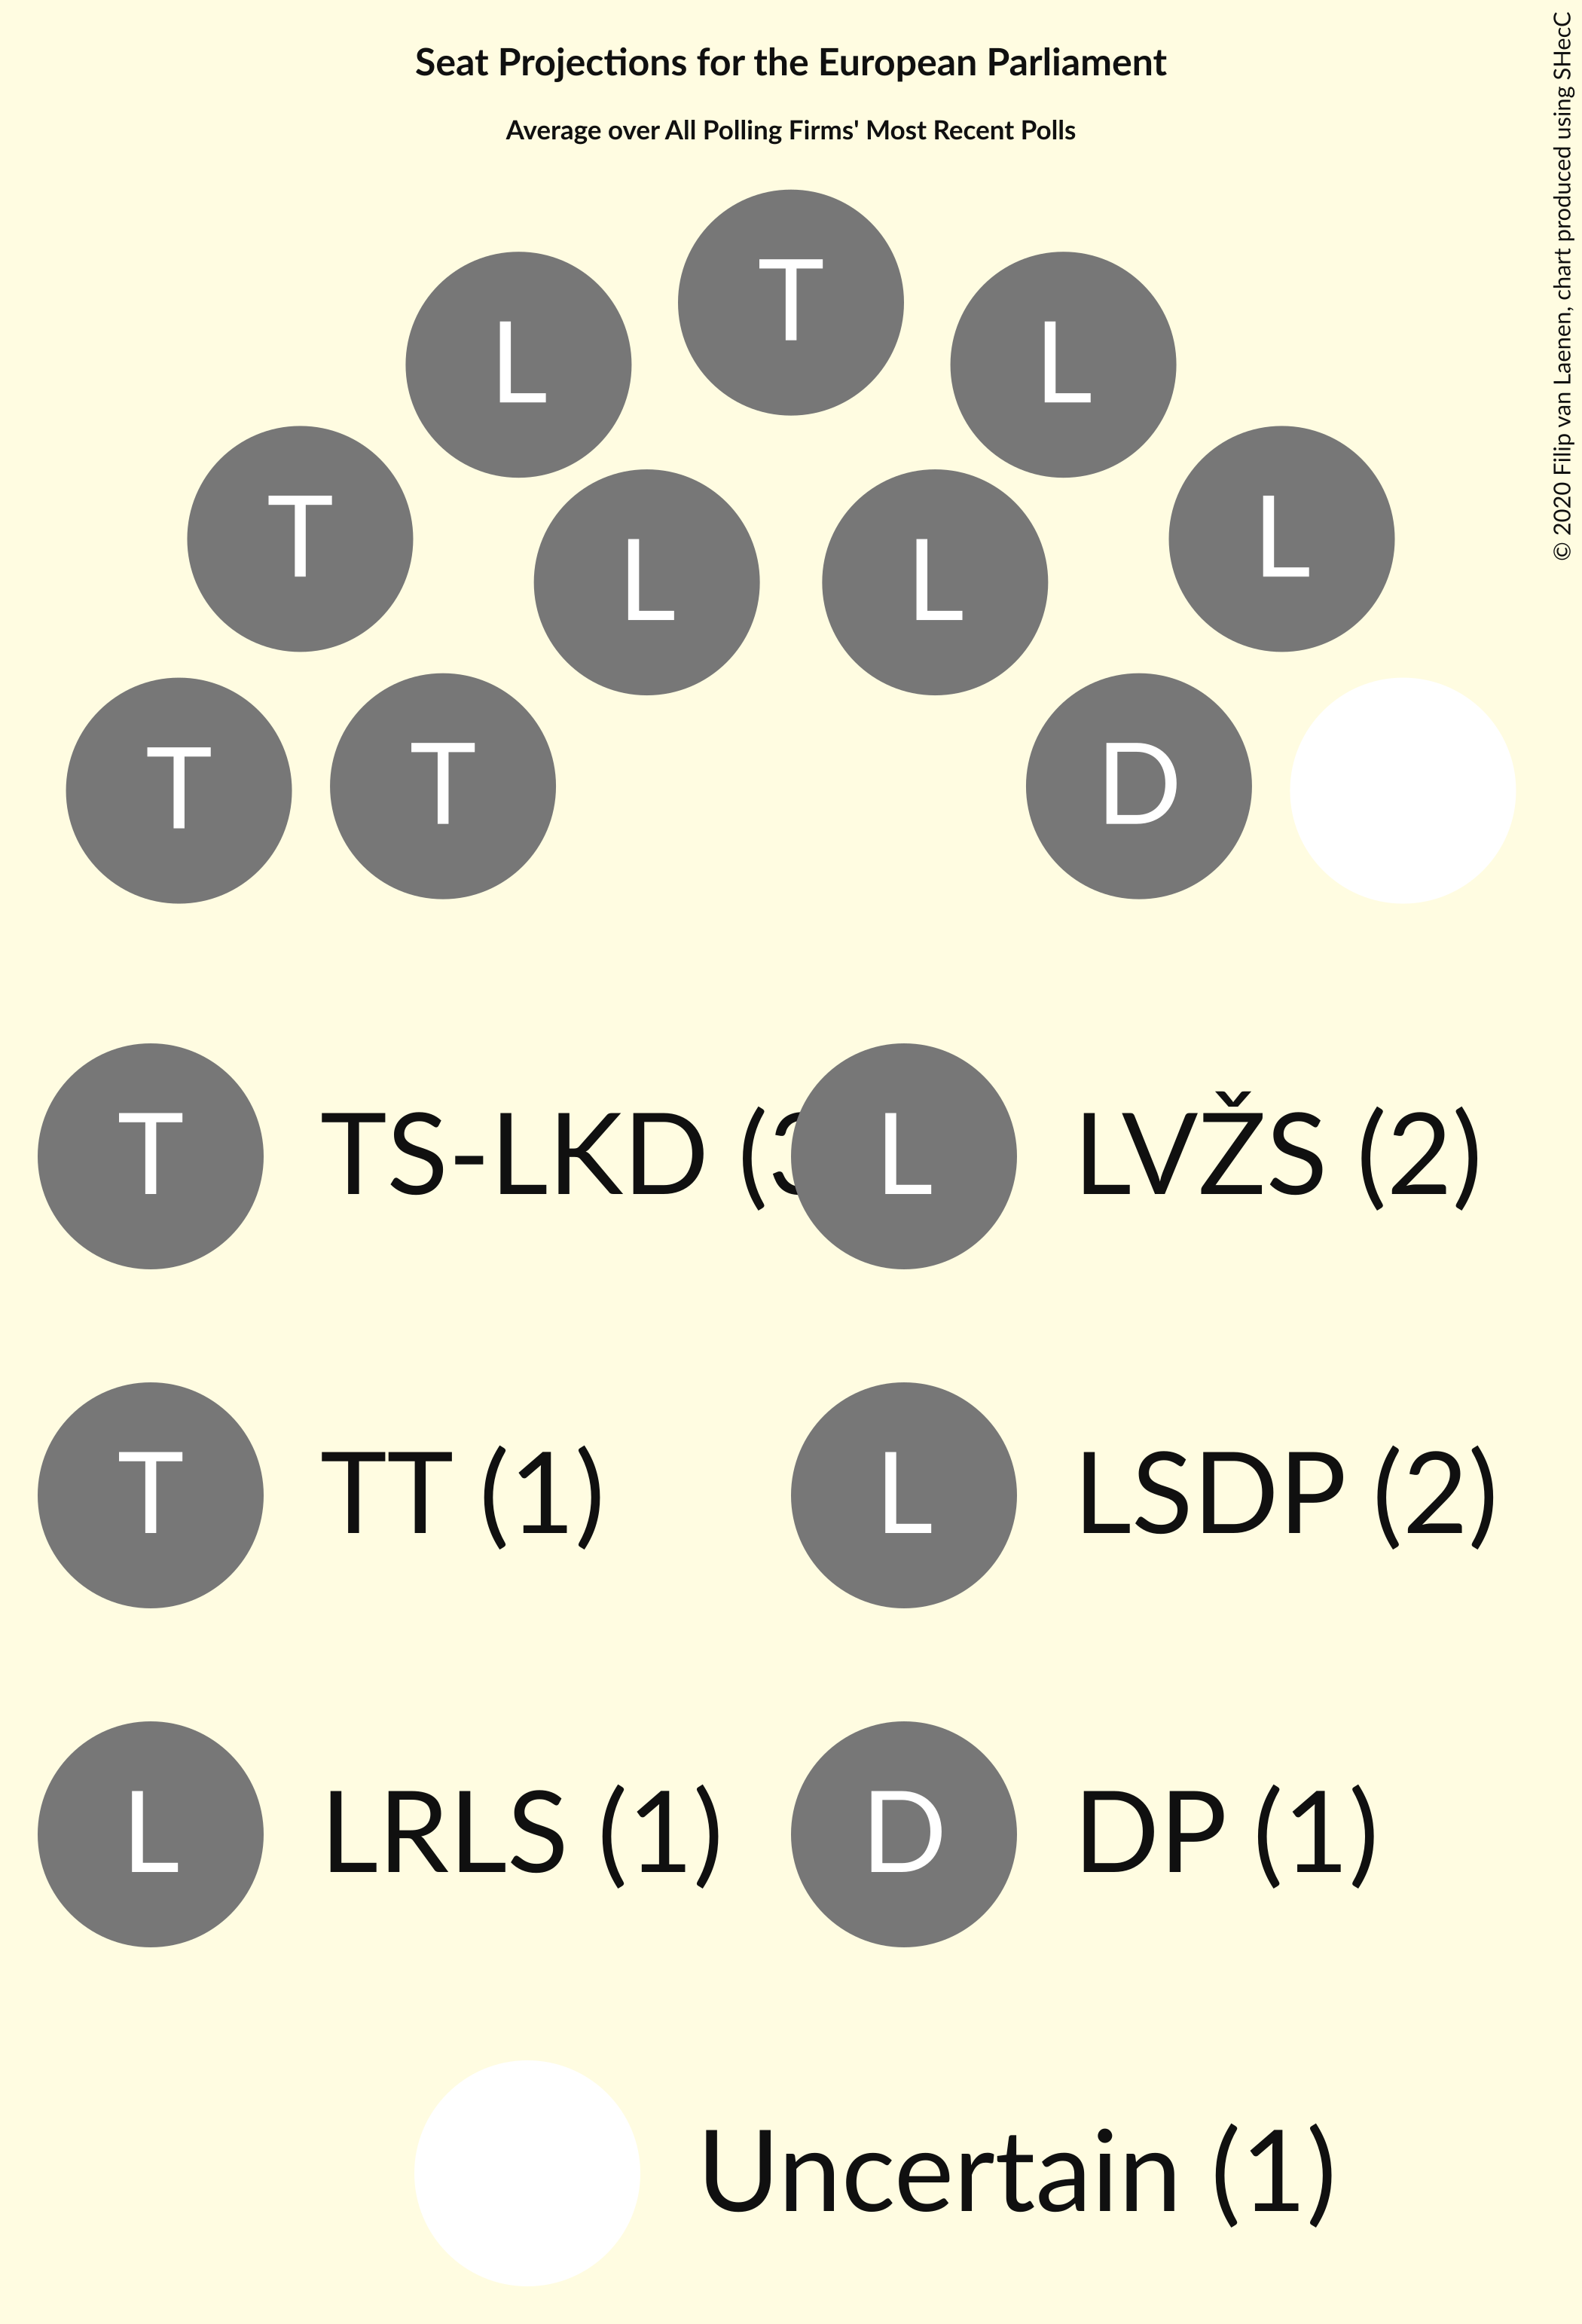 Seat Projections for the European Parliament
Average over All Polling Firms' Most Recent Polls
© 2020 Filip van Laenen, chart produced using SHecC
T
L
L
T
L
T
L
L
T
T
D
T
TS-LKD (3
L
LVŽS (2)
T
TT (1)
L
LSDP (2)
L
LRLS (1)
D
DP (1)
Uncertain (1)